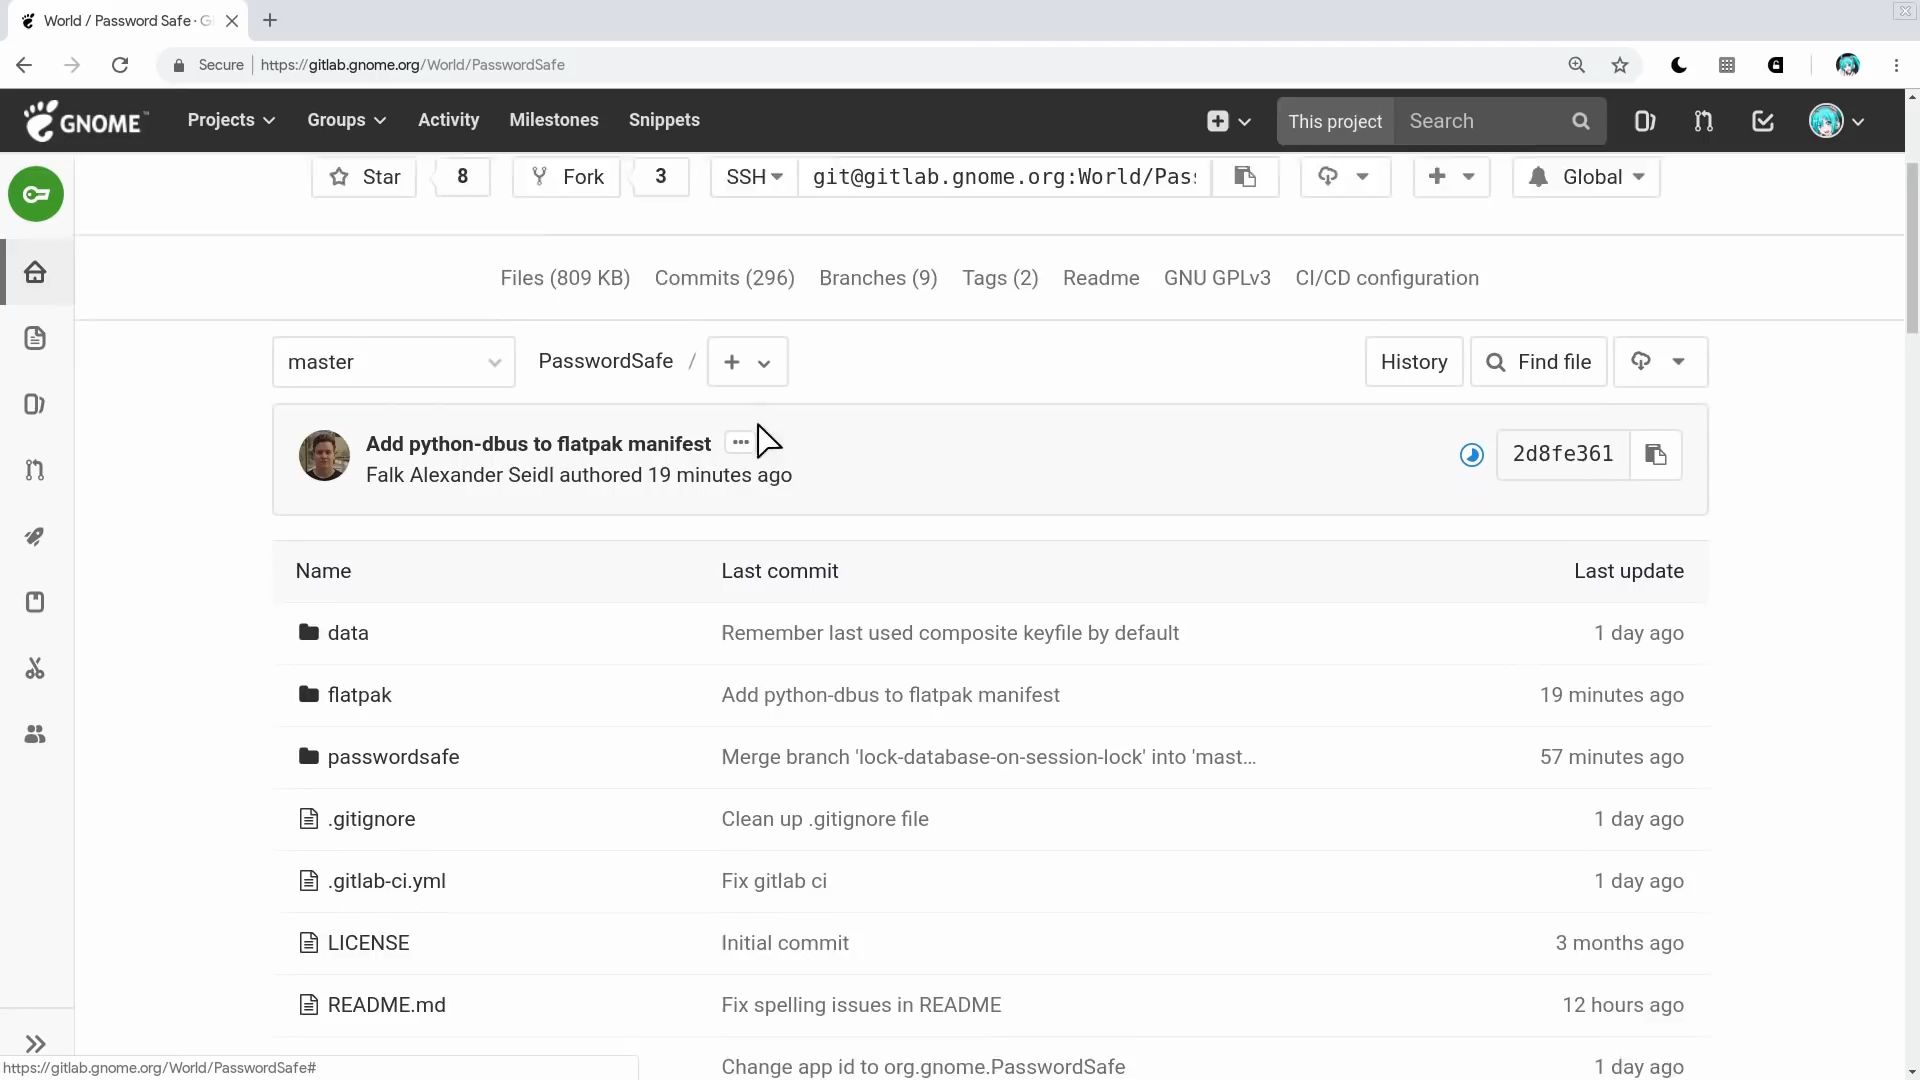 World / Password Safe · G
Secure
https://gitlab.gnome.org/World/PasswordSafe
GNOME™
Projects
Groups
Activity
Milestones
Snippets
This project
Search
Star
8
Fork
3
SSH
git@gitlab.gnome.org:World/Pas
Global
Files (809 KB)
Commits (296)
Branches (9)
Tags (2)
Readme
GNU GPLv3
CI/CD configuration
master
PasswordSafe /
History
Find file
Add python-dbus to flatpak manifest
Falk Alexander Seidl authored 19 minutes ago
2d8fe361
Name Last commit Last update
data Remember last used composite keyfile by default 1 day ago
flatpak Add python-dbus to flatpak manifest 19 minutes ago
passwordsafe Merge branch 'lock-database-on-session-lock' into 'mast... 57 minutes ago
.gitignore Clean up .gitignore file 1 day ago
.gitlab-ci.yml Fix gitlab ci 1 day ago
LICENSE Initial commit 3 months ago
README.md Fix spelling issues in README 12 hours ago
Change app id to org.gnome.PasswordSafe 1 day ago
https://gitlab.gnome.org/World/PasswordSafe#